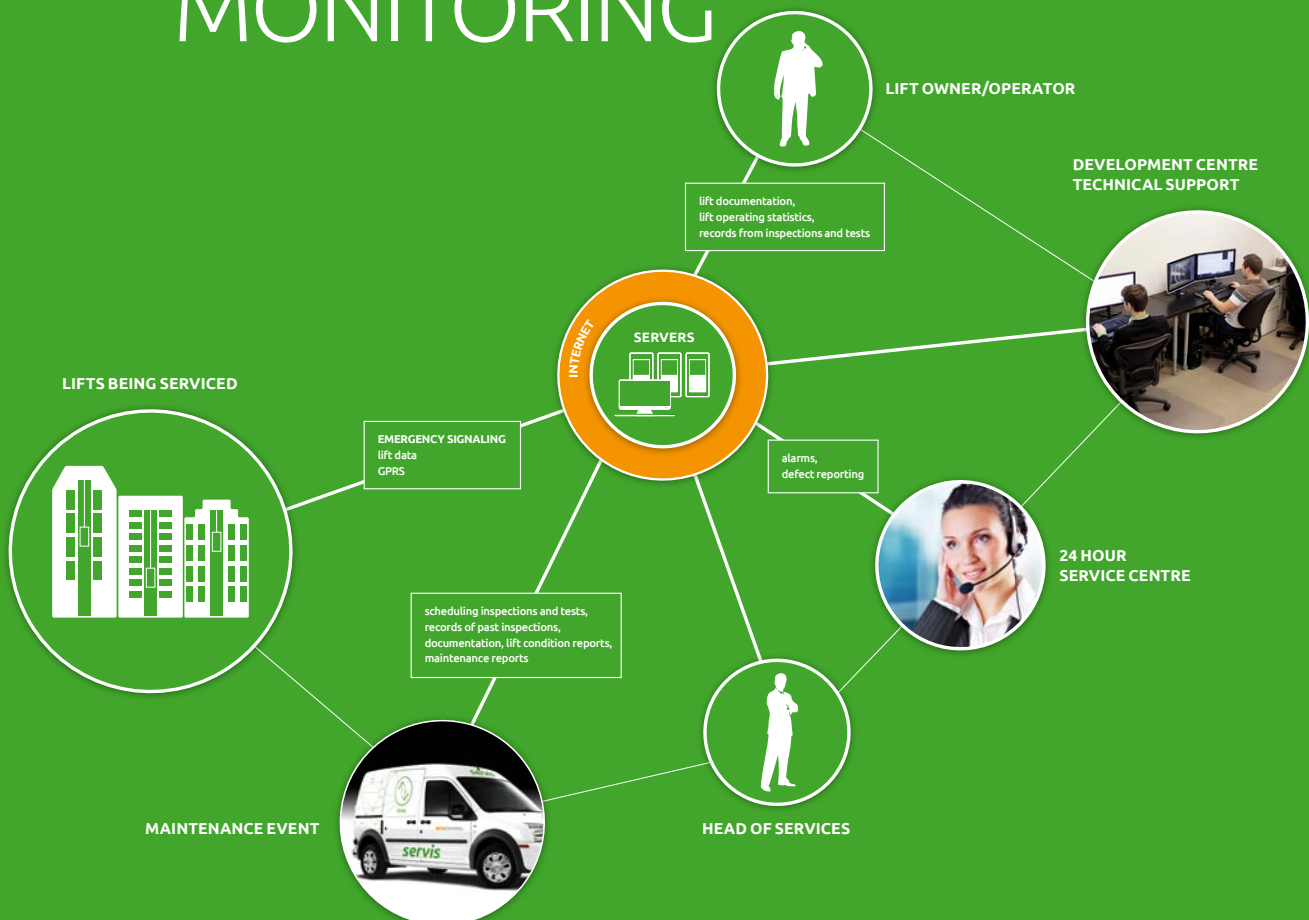 MONITORING
LIFT OWNER/OPERATOR
DEVELOPMENT CENTRE
TECHNICAL SUPPORT
lift documentation,
lift operating statistics,
records from inspections and tests
INTERNET
SERVERS
LIFTS BEING SERVICED
EMERGENCY SIGNALING
lift data
GPRS
alarms,
defect reporting
24 HOUR
SERVICE CENTRE
scheduling inspections and tests,
records of past inspections,
documentation, lift condition reports,
maintenance reports
MAINTENANCE EVENT
servis
HEAD OF SERVICES